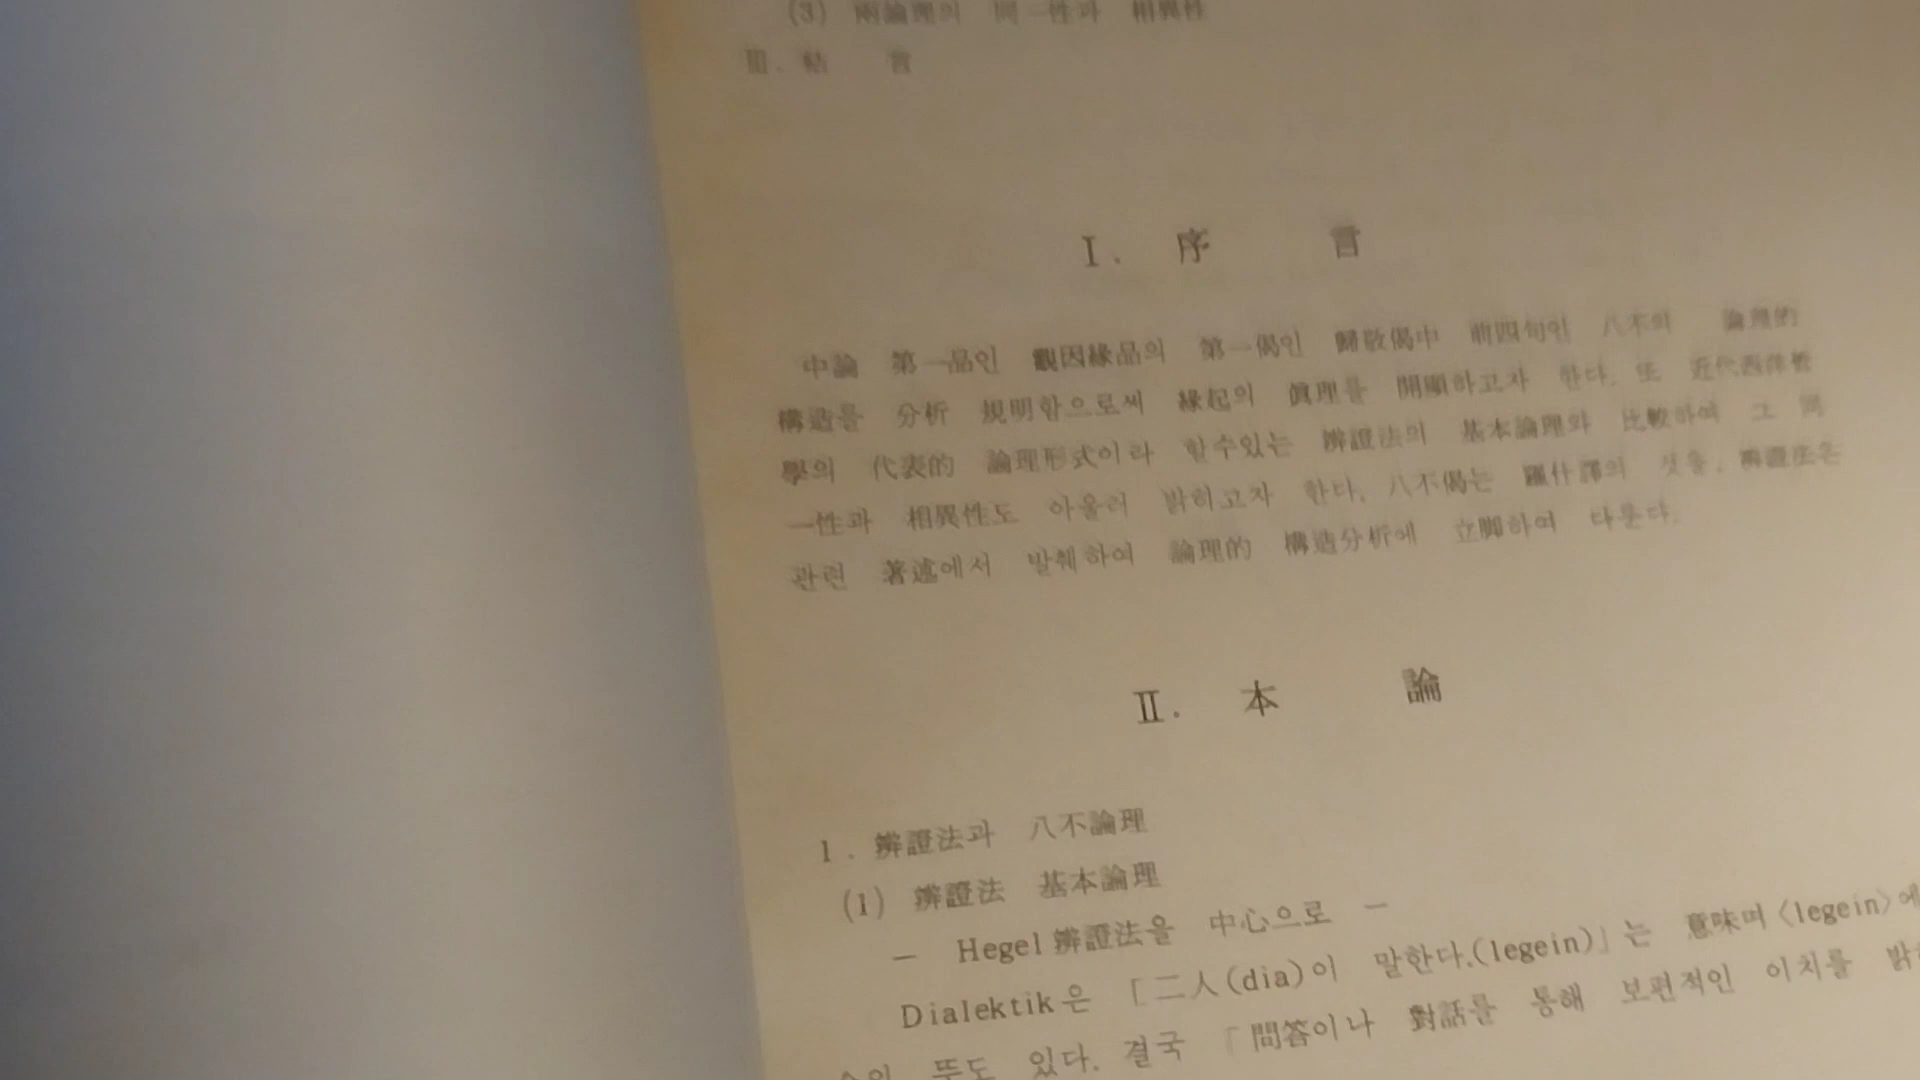 (3) 兩論理의 同一性과 相異性
Ⅲ. 結 言
Ⅰ. 序 言
中論 第一品인 觀因緣品의 第一偈인 歸敬偈中 前四句인 八不의 論理的
構造를 分析 規明함으로써 緣起의 眞理를 開顯하고자 한다. 또 近代西洋哲
學의 代表的 論理形式이라 할수있는 辨證法의 基本論理와 比較하여 그 同
一性과 相異性도 아울러 밝히고자 한다. 八不偈는 羅什譯의 것을, 辨證法은
관련 著述에서 발췌하여 論理的 構造分析에 立脚하여 다룬다.
Ⅱ. 本 論
1. 辨證法과 八不論理
(1) 辨證法 基本論理
— Hegel 辨證法을 中心으로 —
Dialektik은 「二人(dia)이 말한다.(legein)」는 意味며 〈legein〉에
뚜도 있다. 결국 「問答이나 對話를 통해 보편적인 이치를